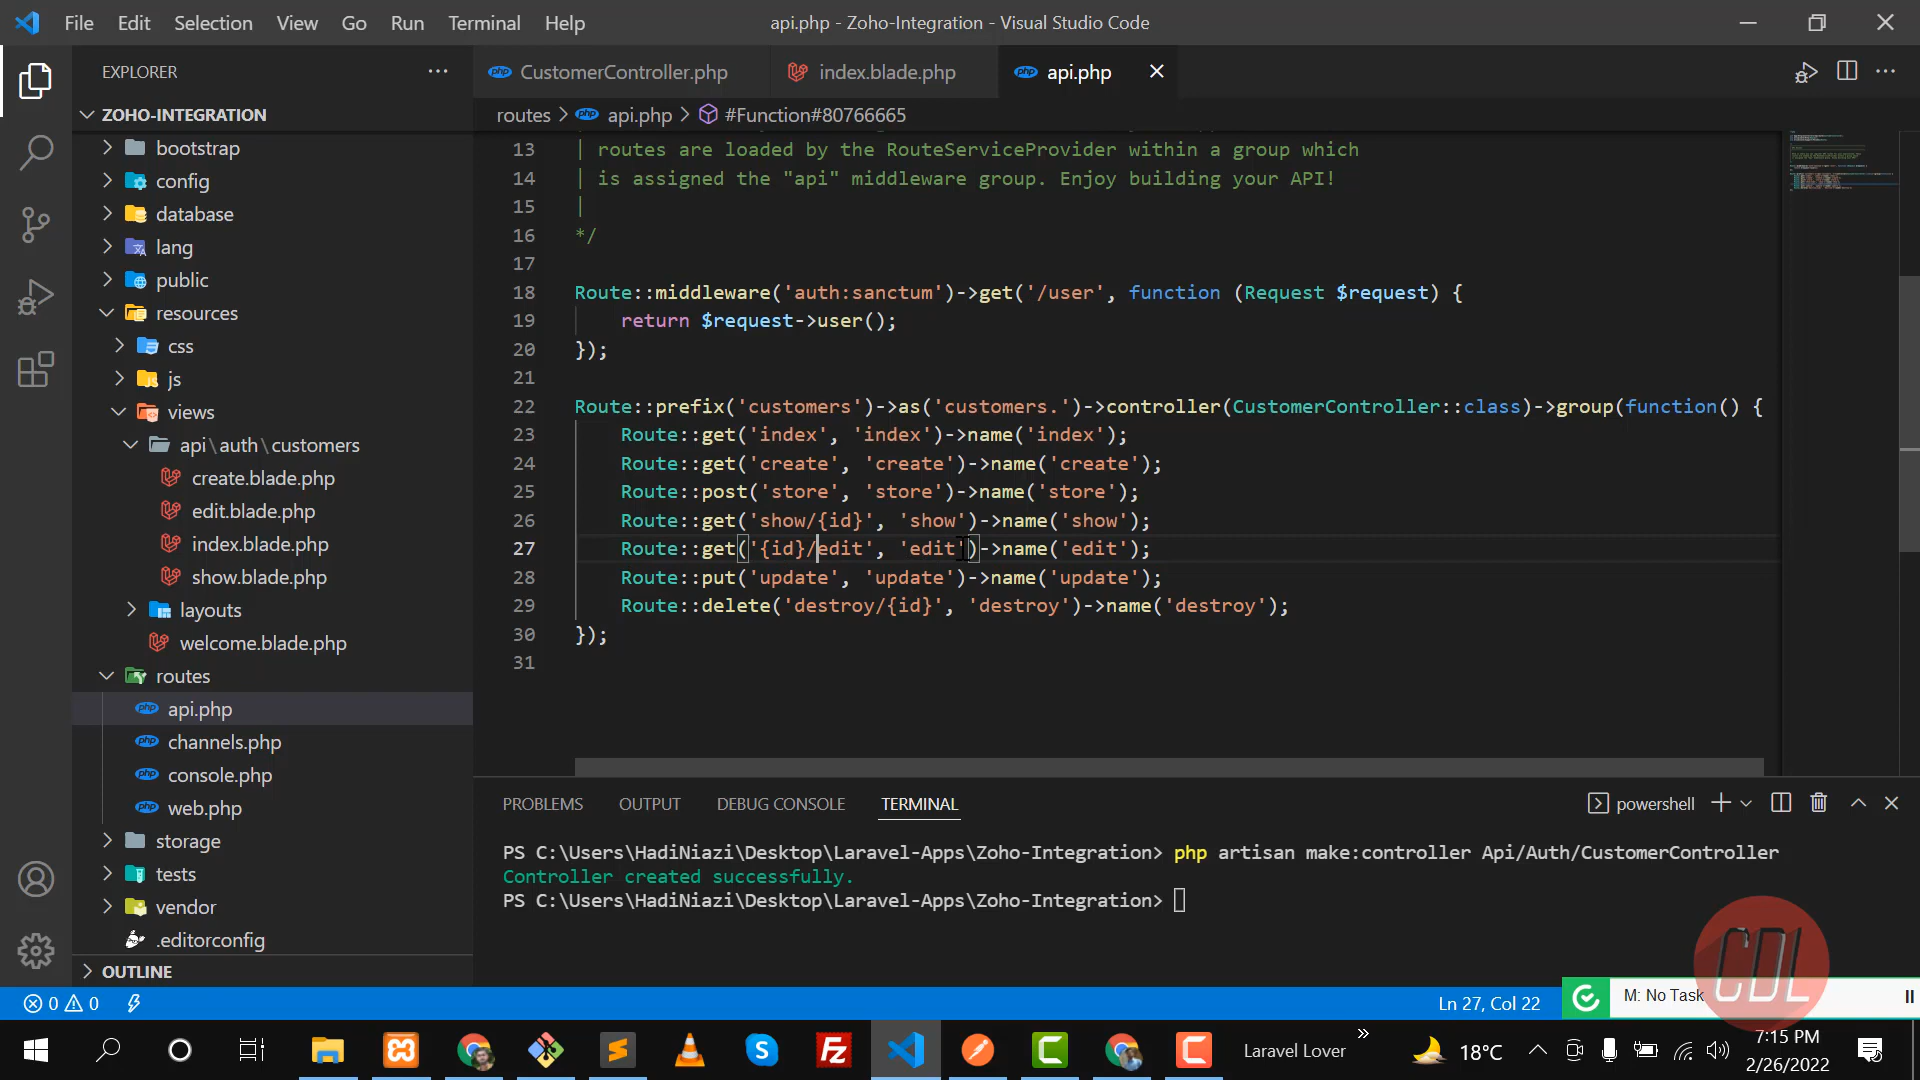 File Edit Selection View Go Run Terminal Help
api.php - Zoho-Integration - Visual Studio Code
EXPLORER
CustomerController.php
index.blade.php
api.php
ZOHO-INTEGRATION
routes > api.php > #Function#80766665
bootstrap
config
database
lang
public
resources
css
js
views
api\auth\customers
create.blade.php
edit.blade.php
index.blade.php
show.blade.php
layouts
welcome.blade.php
routes
api.php
channels.php
console.php
web.php
storage
tests
vendor
.editorconfig
OUTLINE
13 | routes are loaded by the RouteServiceProvider within a group which
14 | is assigned the "api" middleware group. Enjoy building your API!
15 |
16 */
17
18 Route::middleware('auth:sanctum')->get('/user', function (Request $request) {
19 return $request->user();
20 });
21
22 Route::prefix('customers')->as('customers.')->controller(CustomerController::class)->group(function() {
23 Route::get('index', 'index')->name('index');
24 Route::get('create', 'create')->name('create');
25 Route::post('store', 'store')->name('store');
26 Route::get('show/{id}', 'show')->name('show');
27 Route::get('{id}/edit', 'edit')->name('edit');
28 Route::put('update', 'update')->name('update');
29 Route::delete('destroy/{id}', 'destroy')->name('destroy');
30 });
31
PROBLEMS OUTPUT DEBUG CONSOLE TERMINAL
powershell
PS C:\Users\HadiNiazi\Desktop\Laravel-Apps\Zoho-Integration> php artisan make:controller Api/Auth/CustomerController
Controller created successfully.
PS C:\Users\HadiNiazi\Desktop\Laravel-Apps\Zoho-Integration>
CDL
0 0
Ln 27, Col 22
M: No Task
Laravel Lover
18°C
7:15 PM
2/26/2022